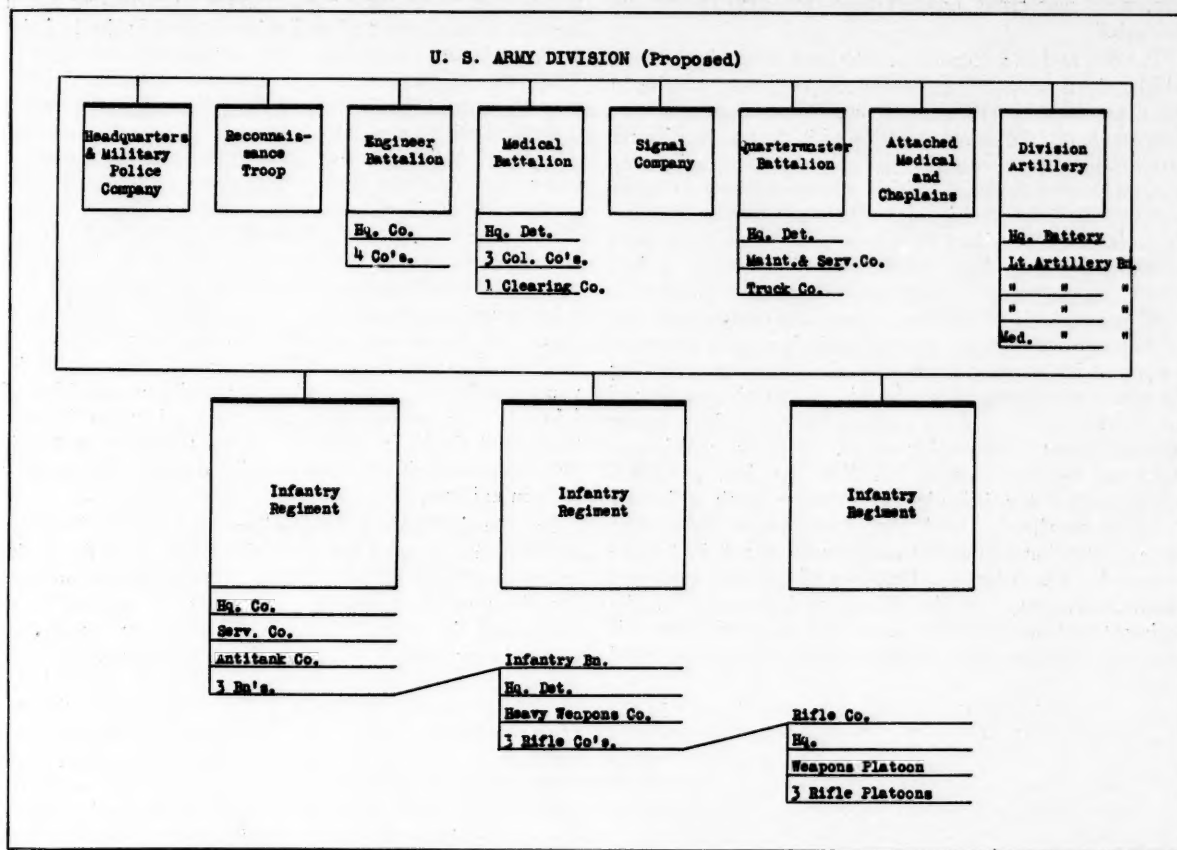 U. S. ARMY DIVISION (Proposed)
Headquarters
& Military
Police
Company
Reconnais-
sance
Troop
Engineer
Battalion
Hq. Co.
4 Co's.
Medical
Battalion
Hq. Det.
3 Col. Co's.
1 Clearing Co.
Signal
Company
Quartermaster
Battalion
Hq. Det.
Maint.& Serv.Co.
Truck Co.
Attached
Medical
and
Chaplains
Division
Artillery
Hq. Battery
Lt.Artillery Bn.
" " "
" " "
Med. " "
Infantry
Regiment
Hq. Co.
Serv. Co.
Antitank Co.
3 Bn's.
Infantry
Regiment
Infantry Bn.
Hq. Det.
Heavy Weapons Co.
3 Rifle Co's.
Infantry
Regiment
Rifle Co.
Hq.
Weapons Platoon
3 Rifle Platoons